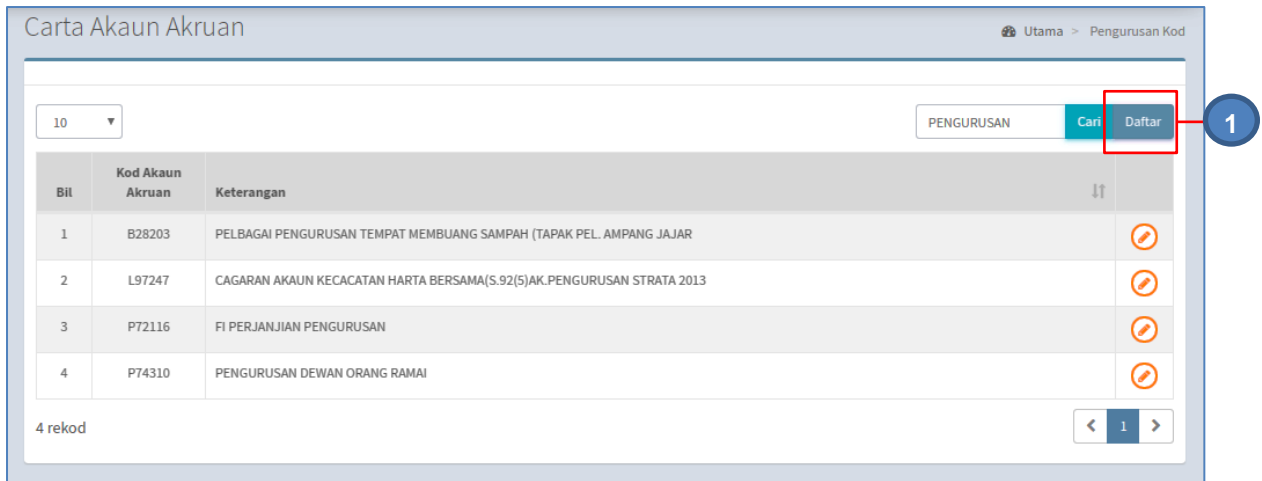 Carta Akaun Akruan
Utama > Pengurusan Kod
10
PENGURUSAN Cari Daftar
1
Bil Kod Akaun Akruan Keterangan
1 B28203 PELBAGAI PENGURUSAN TEMPAT MEMBUANG SAMPAH (TAPAK PEL. AMPANG JAJAR
2 L97247 CAGARAN AKAUN KECACATAN HARTA BERSAMA(S.92(5)AK.PENGURUSAN STRATA 2013
3 P72116 FI PERJANJIAN PENGURUSAN
4 P74310 PENGURUSAN DEWAN ORANG RAMAI
4 rekod
1